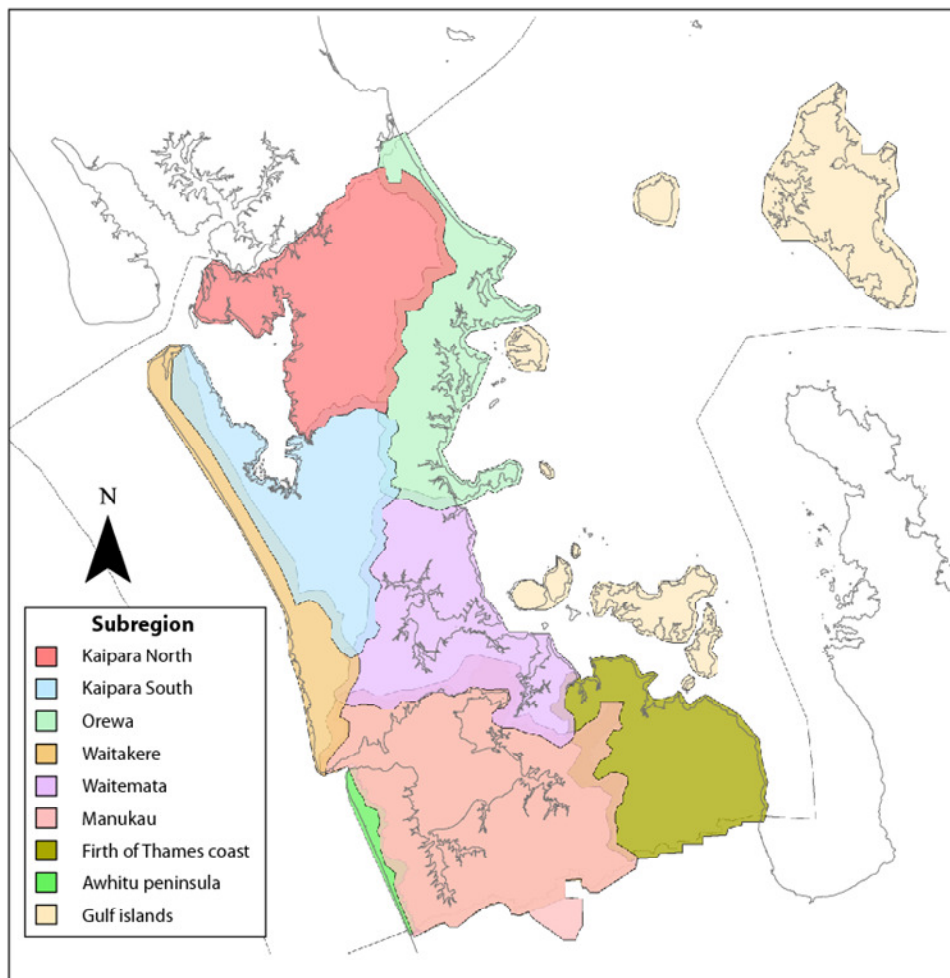 N
Subregion
Kaipara North
Kaipara South
Orewa
Waitakere
Waitemata
Manukau
Firth of Thames coast
Awhitu peninsula
Gulf islands